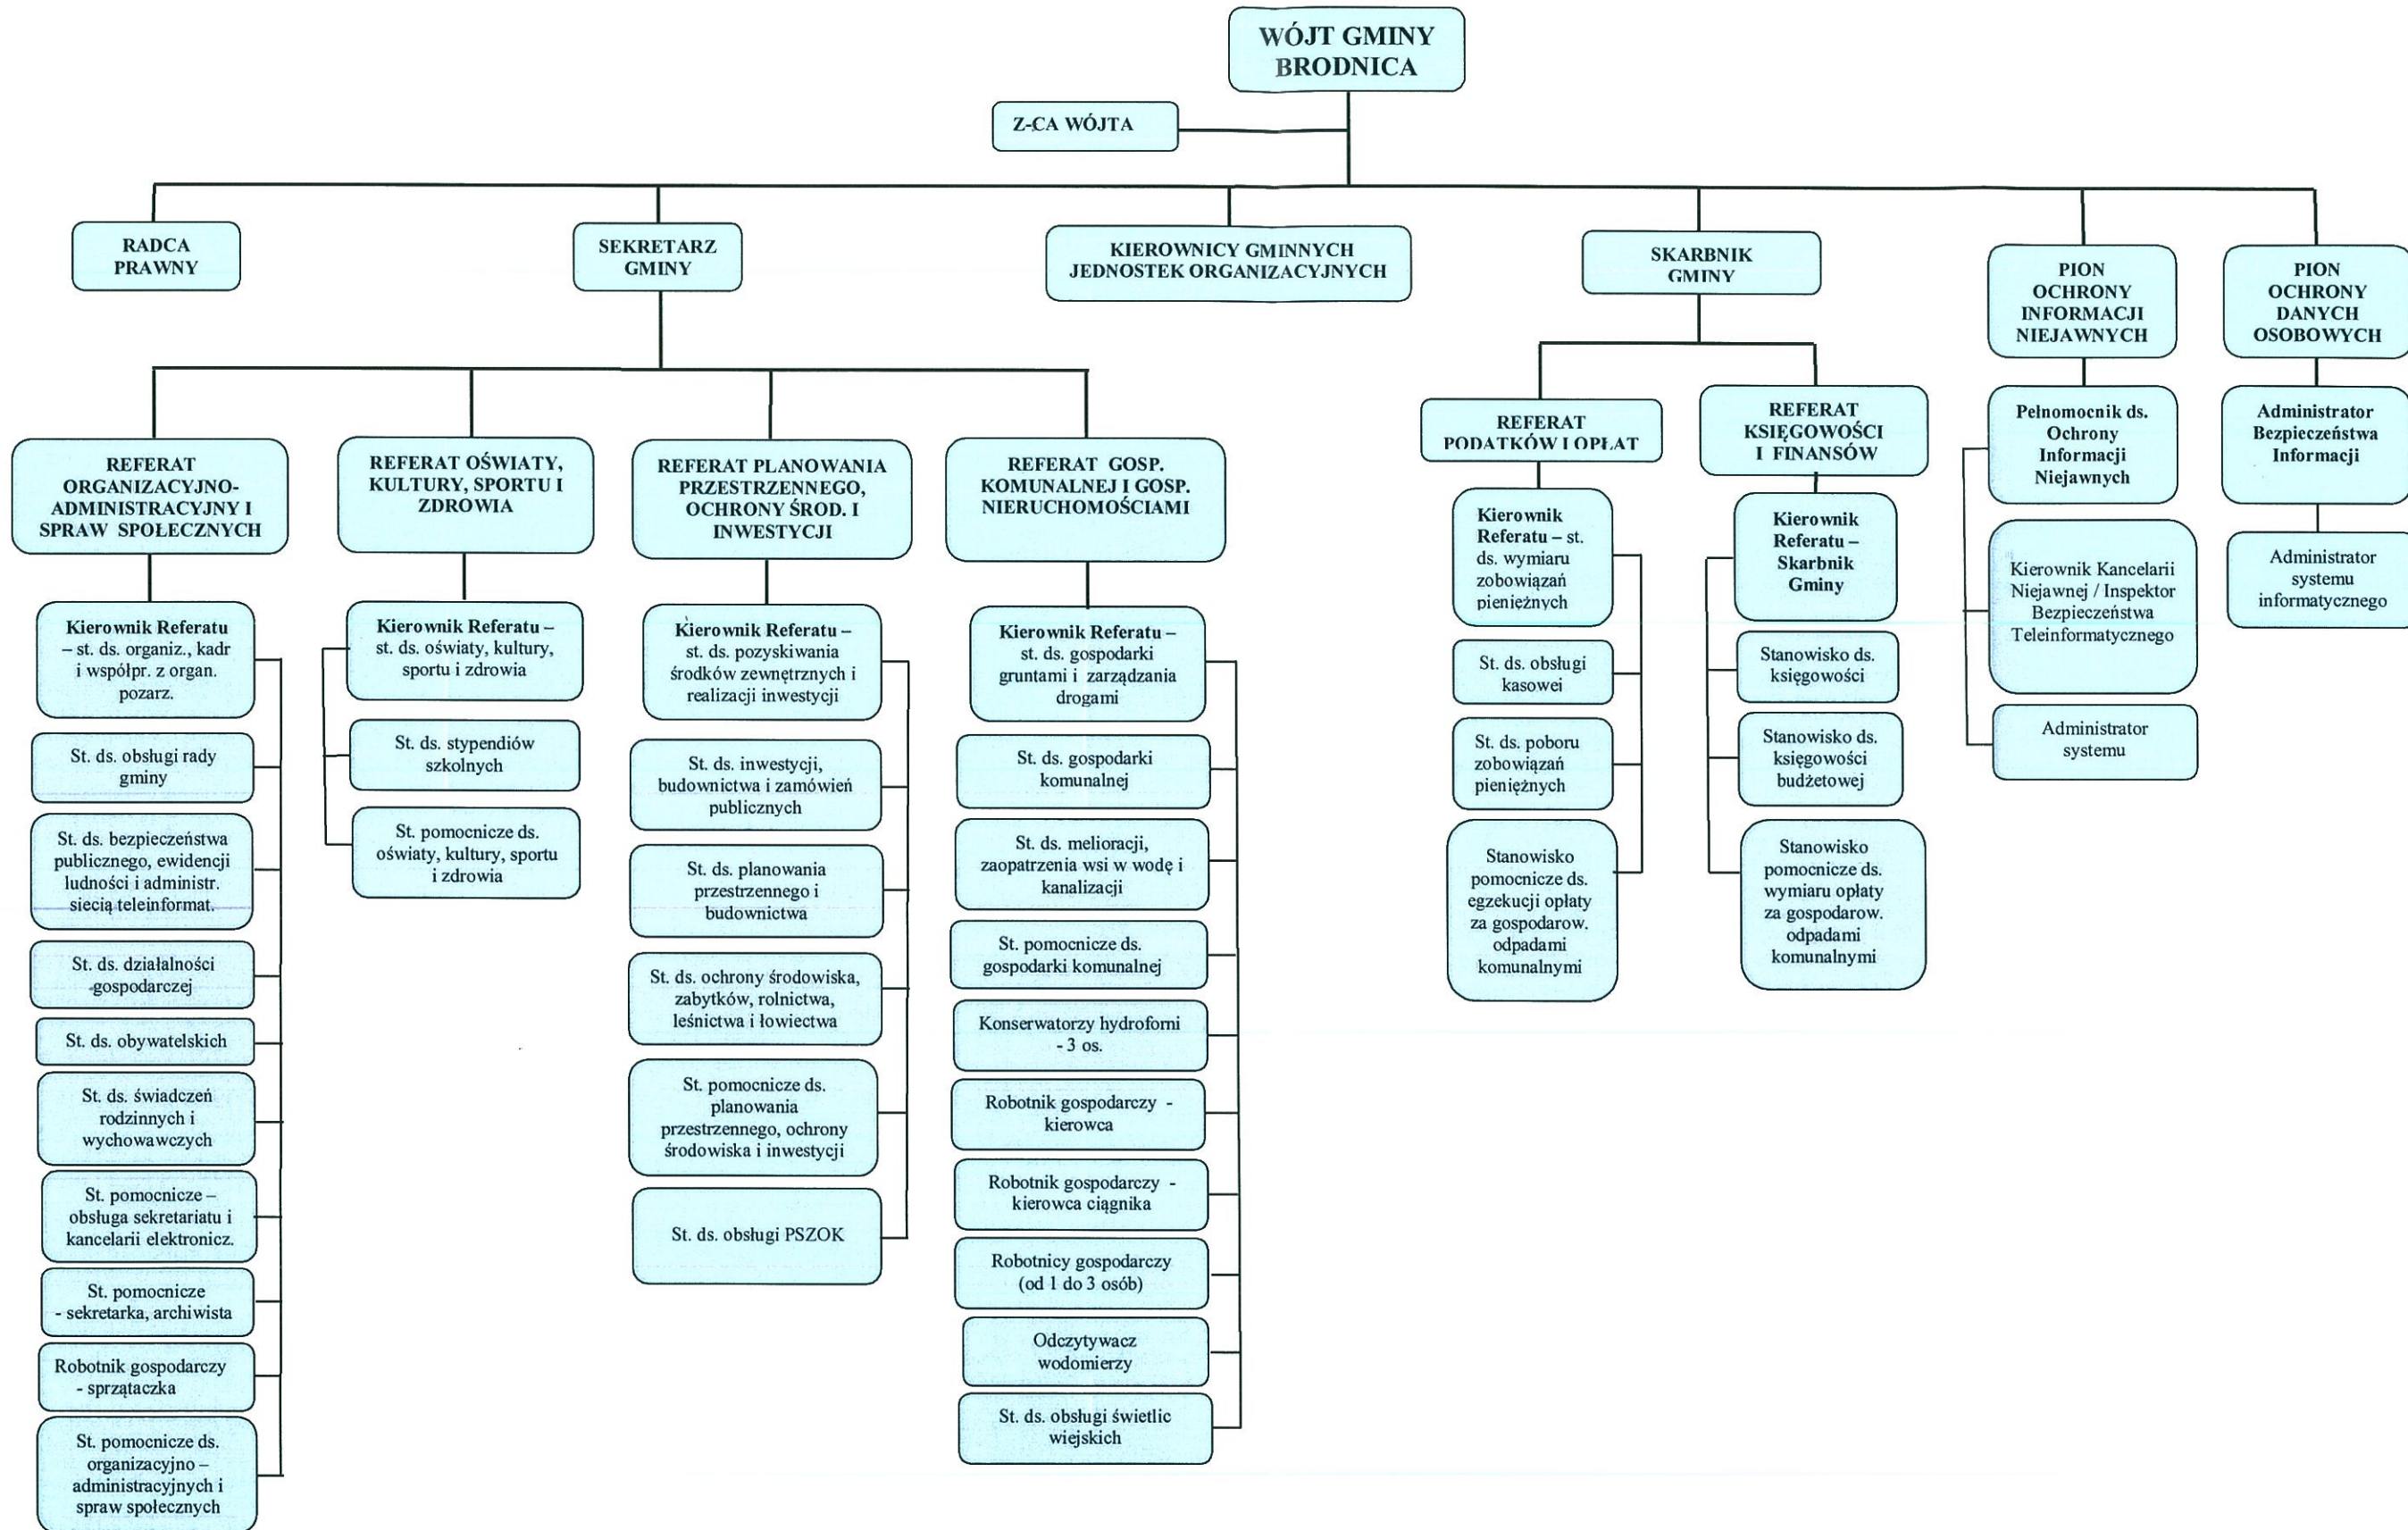 WÓJT GMINY
BRODNICA
Z-CA WÓJTA
RADCA
PRAWNY
SEKRETARZ
GMINY
KIEROWNICY GMINNYCH
JEDNOSTEK ORGANIZACYJNYCH
SKARBNIK
GMINY
PION
OCHRONY
INFORMACJI
NIEJAWNYCH
PION
OCHRONY
DANYCH
OSOBOWYCH
REFERAT
ORGANIZACYJNO-
ADMINISTRACYJNY I
SPRAW SPOŁECZNYCH
Kierownik Referatu
– st. ds. organiz., kadr
i współpr. z organ.
pozarz.
St. ds. obsługi rady
gminy
St. ds. bezpieczeństwa
publicznego, ewidencji
ludności i administr.
siecią teleinformat.
St. ds. działalności
gospodarczej
St. ds. obywatelskich
St. ds. świadczeń
rodzinnych i
wychowawczych
St. pomocnicze –
obsługa sekretariatu i
kancelarii elektronicz.
St. pomocnicze
- sekretarka, archiwista
Robotnik gospodarczy
- sprzątaczka
St. pomocnicze ds.
organizacyjno –
administracyjnych i
spraw społecznych
REFERAT OŚWIATY,
KULTURY, SPORTU I
ZDROWIA
Kierownik Referatu –
st. ds. oświaty, kultury,
sportu i zdrowia
St. ds. stypendiów
szkolnych
St. pomocnicze ds.
oświaty, kultury, sportu
i zdrowia
REFERAT PLANOWANIA
PRZESTRZENNEGO,
OCHRONY ŚROD. I
INWESTYCJI
Kierownik Referatu –
st. ds. pozyskiwania
środków zewnętrznych i
realizacji inwestycji
St. ds. inwestycji,
budownictwa i zamówień
publicznych
St. ds. planowania
przestrzennego i
budownictwa
St. ds. ochrony środowiska,
zabytków, rolnictwa,
leśnictwa i łowiectwa
St. pomocnicze ds.
planowania
przestrzennego, ochrony
środowiska i inwestycji
St. ds. obsługi PSZOK
REFERAT GOSP.
KOMUNALNEJ I GOSP.
NIERUCHOMOŚCIAMI
Kierownik Referatu –
st. ds. gospodarki
gruntami i zarządzania
drogami
St. ds. gospodarki
komunalnej
St. ds. melioracji,
zaopatrzenia wsi w wodę i
kanalizacji
St. pomocnicze ds.
gospodarki komunalnej
Konserwatorzy hydroforni
- 3 os.
Robotnik gospodarczy -
kierowca
Robotnik gospodarczy -
kierowca ciągnika
Robotnicy gospodarczy
(od 1 do 3 osób)
Odczytywacz
wodomierzy
St. ds. obsługi świetlic
wiejskich
REFERAT
PODATKÓW I OPŁAT
Kierownik
Referatu – st.
ds. wymiaru
zobowiązań
pieniężnych
St. ds. obsługi
kasowej
St. ds. poboru
zobowiązań
pieniężnych
Stanowisko
pomocnicze ds.
egzekucji opłaty
za gospodarow.
odpadami
komunalnymi
REFERAT
KSIĘGOWOŚCI
I FINANSÓW
Kierownik
Referatu –
Skarbnik
Gminy
Stanowisko ds.
księgowości
Stanowisko ds.
księgowości
budżetowej
Stanowisko
pomocnicze ds.
wymiaru opłaty
za gospodarow.
odpadami
komunalnymi
Pełnomocnik ds.
Ochrony
Informacji
Niejawnych
Kierownik Kancelarii
Niejawnej / Inspektor
Bezpieczeństwa
Teleinformatycznego
Administrator
systemu
Administrator
Bezpieczeństwa
Informacji
Administrator
systemu
informatycznego